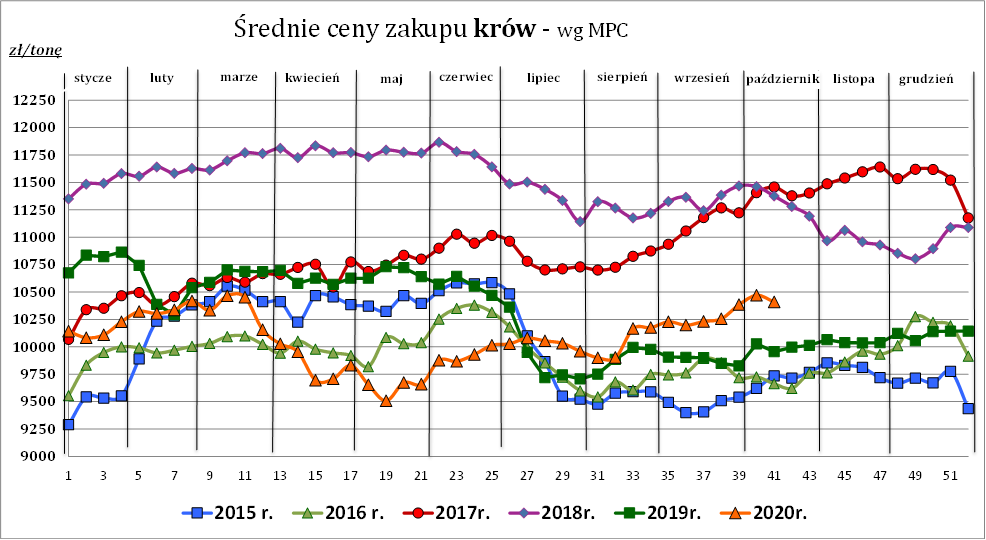 Średnie ceny zakupu krów - wg MPC
zł/tonę
stycze luty marze kwiecień maj czerwiec lipiec sierpień wrzesień październik listopa grudzień
12250
12000
11750
11500
11250
11000
10750
10500
10250
10000
9750
9500
9250
9000
1 3 5 7 9 11 13 15 17 19 21 23 25 27 29 31 33 35 37 39 41 43 45 47 49 51
2015 r. 2016 r. 2017r. 2018r. 2019r. 2020r.